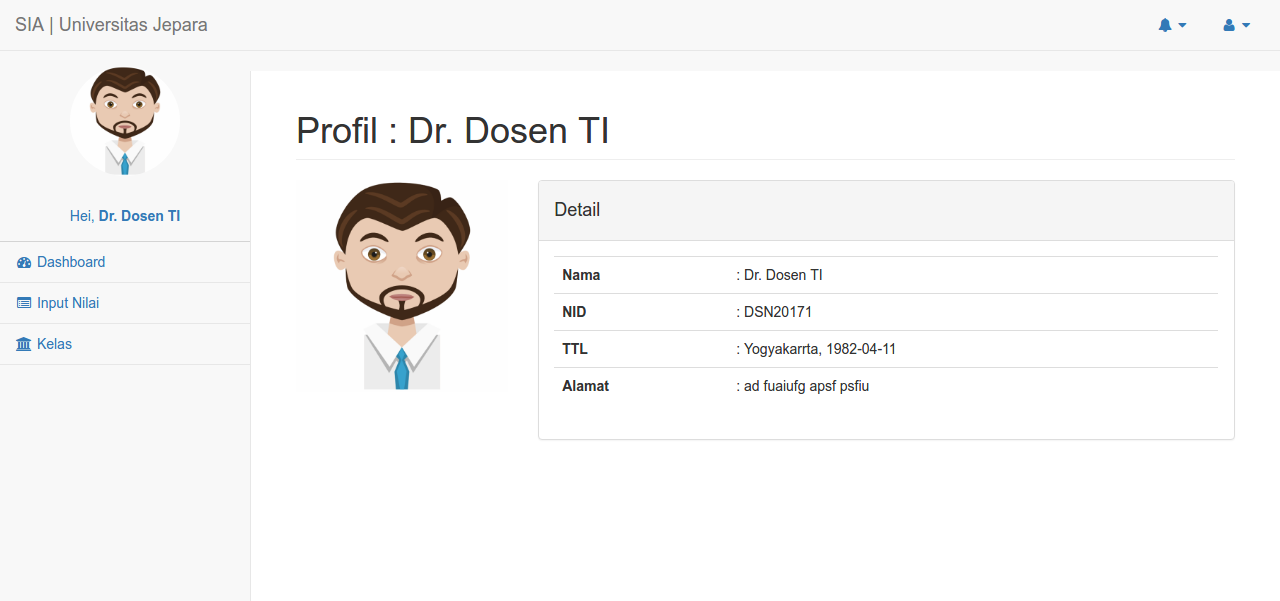 SIA | Universitas Jepara
Hei, Dr. Dosen TI
Dashboard
Input Nilai
Kelas
Profil : Dr. Dosen TI
Detail
Nama : Dr. Dosen TI
NID : DSN20171
TTL : Yogyakarrta, 1982-04-11
Alamat : ad fuaiufg apsf psfiu